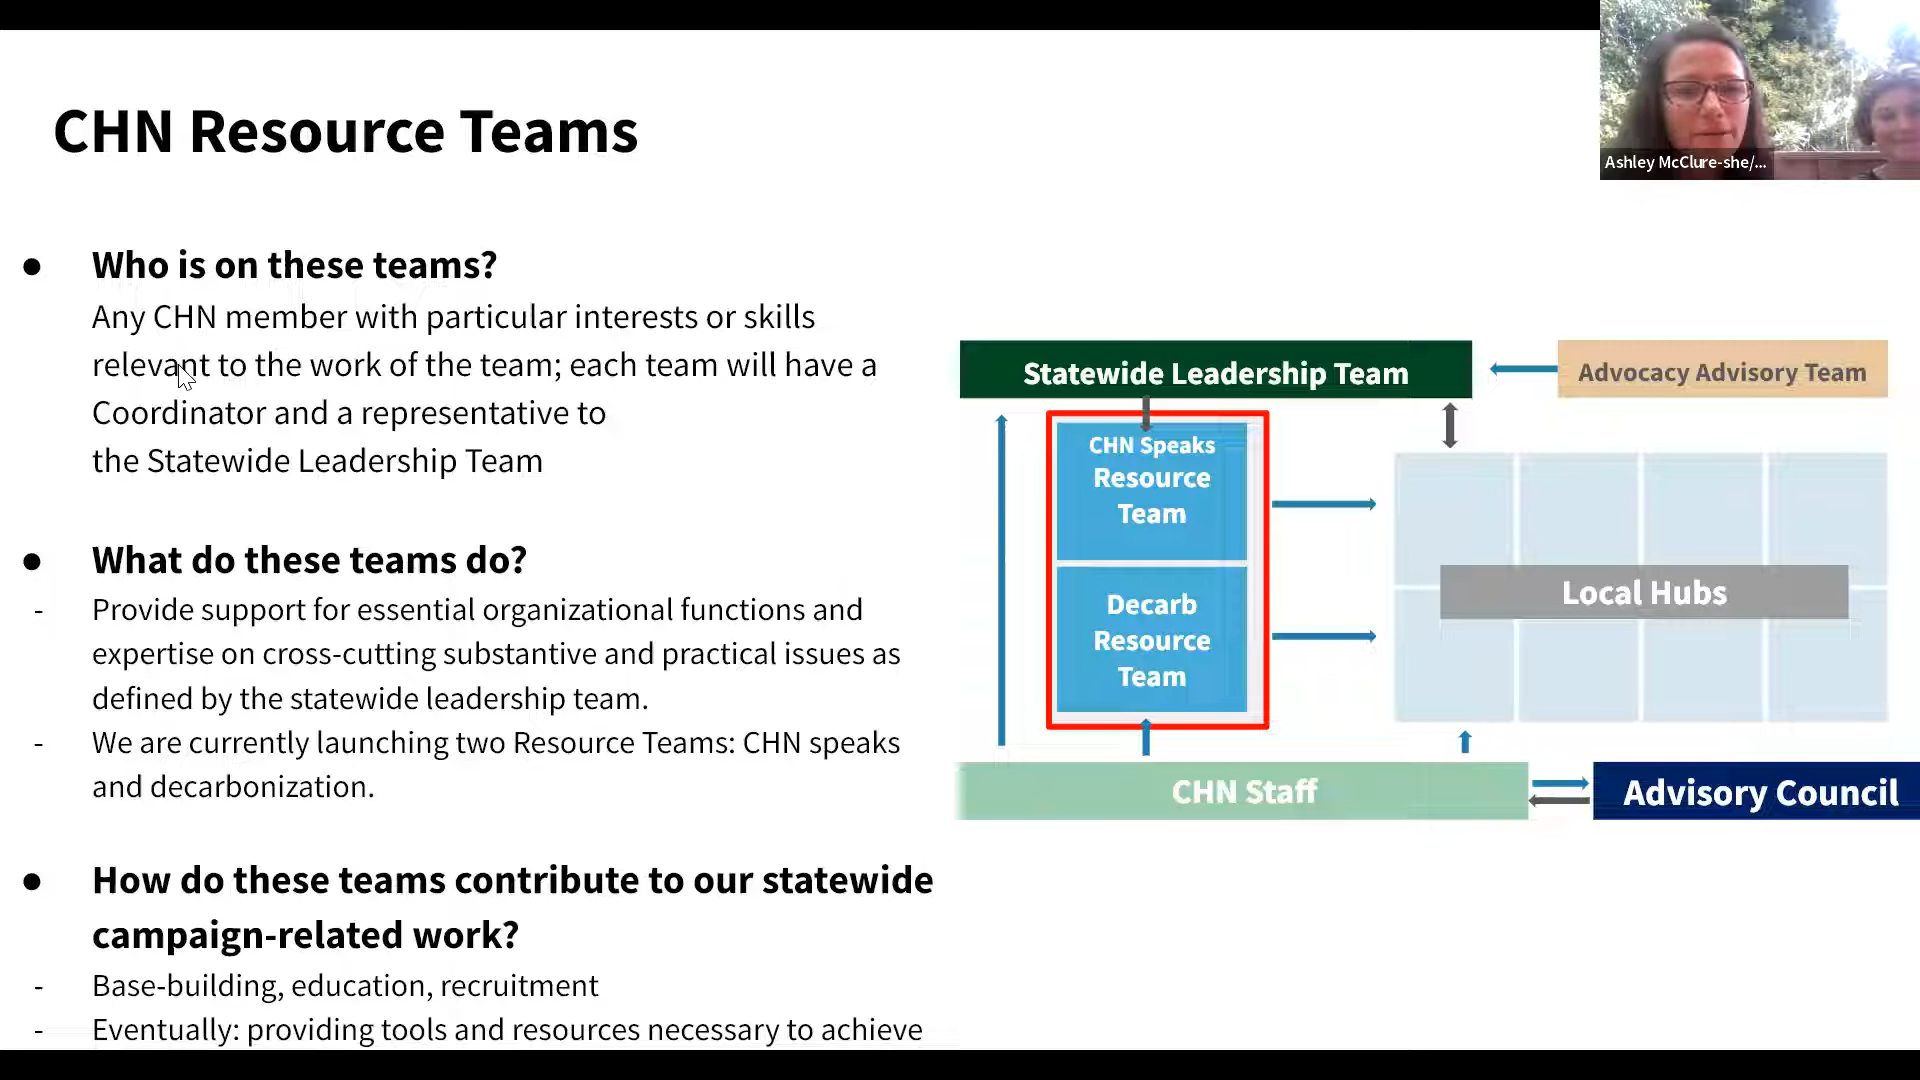 CHN Resource Teams
Ashley McClure-she/...
● Who is on these teams?
Any CHN member with particular interests or skills
relevant to the work of the team; each team will have a
Coordinator and a representative to
the Statewide Leadership Team
● What do these teams do?
- Provide support for essential organizational functions and
expertise on cross-cutting substantive and practical issues as
defined by the statewide leadership team.
- We are currently launching two Resource Teams: CHN speaks
and decarbonization.
● How do these teams contribute to our statewide
campaign-related work?
- Base-building, education, recruitment
- Eventually: providing tools and resources necessary to achieve
Statewide Leadership Team
Advocacy Advisory Team
CHN Speaks
Resource
Team
Decarb
Resource
Team
Local Hubs
CHN Staff
Advisory Council